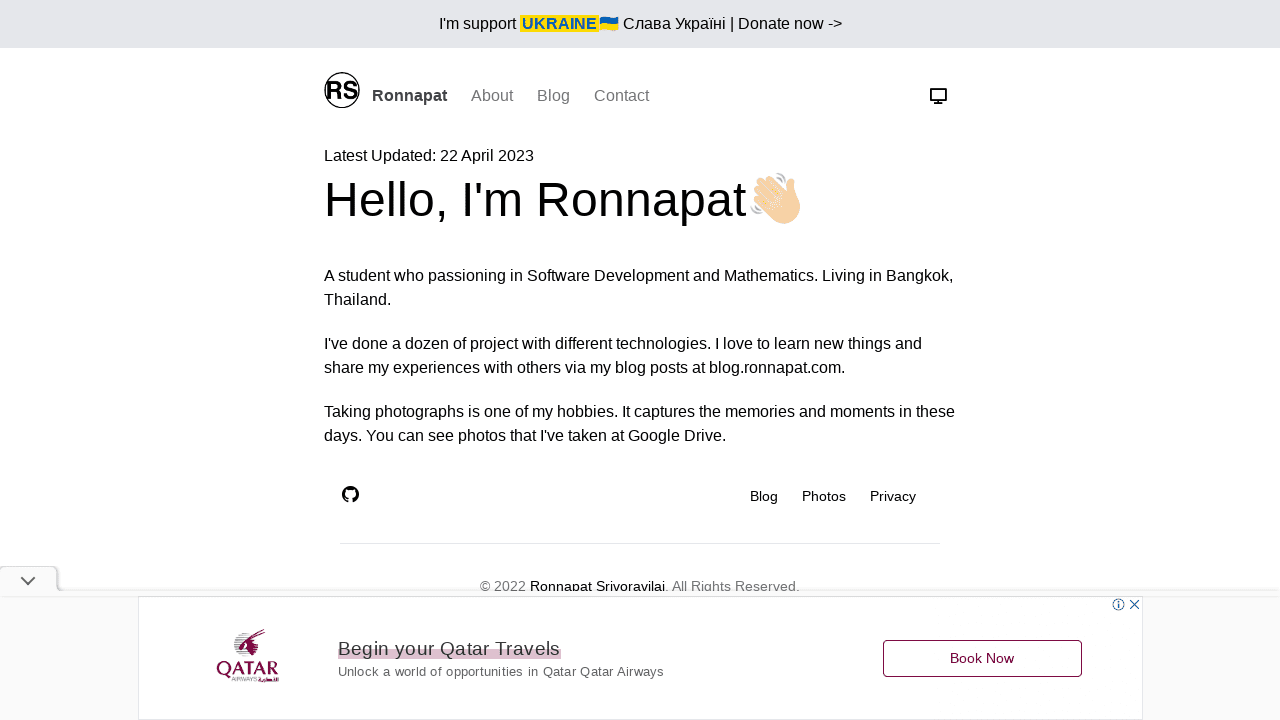 I'm support UKRAINE🇺🇦 Слава Україні | Donate now ->
RS
Ronnapat About Blog Contact
Latest Updated: 22 April 2023
Hello, I'm Ronnapat👋🏼
A student who passioning in Software Development and Mathematics. Living in Bangkok,
Thailand.
I've done a dozen of project with different technologies. I love to learn new things and
share my experiences with others via my blog posts at blog.ronnapat.com.
Taking photographs is one of my hobbies. It captures the memories and moments in these
days. You can see photos that I've taken at Google Drive.
Blog Photos Privacy
© 2022 Ronnapat Srivoravilai. All Rights Reserved.
QATAR
AIRWAYS القطرية
Begin your Qatar Travels
Unlock a world of opportunities in Qatar Qatar Airways
Book Now